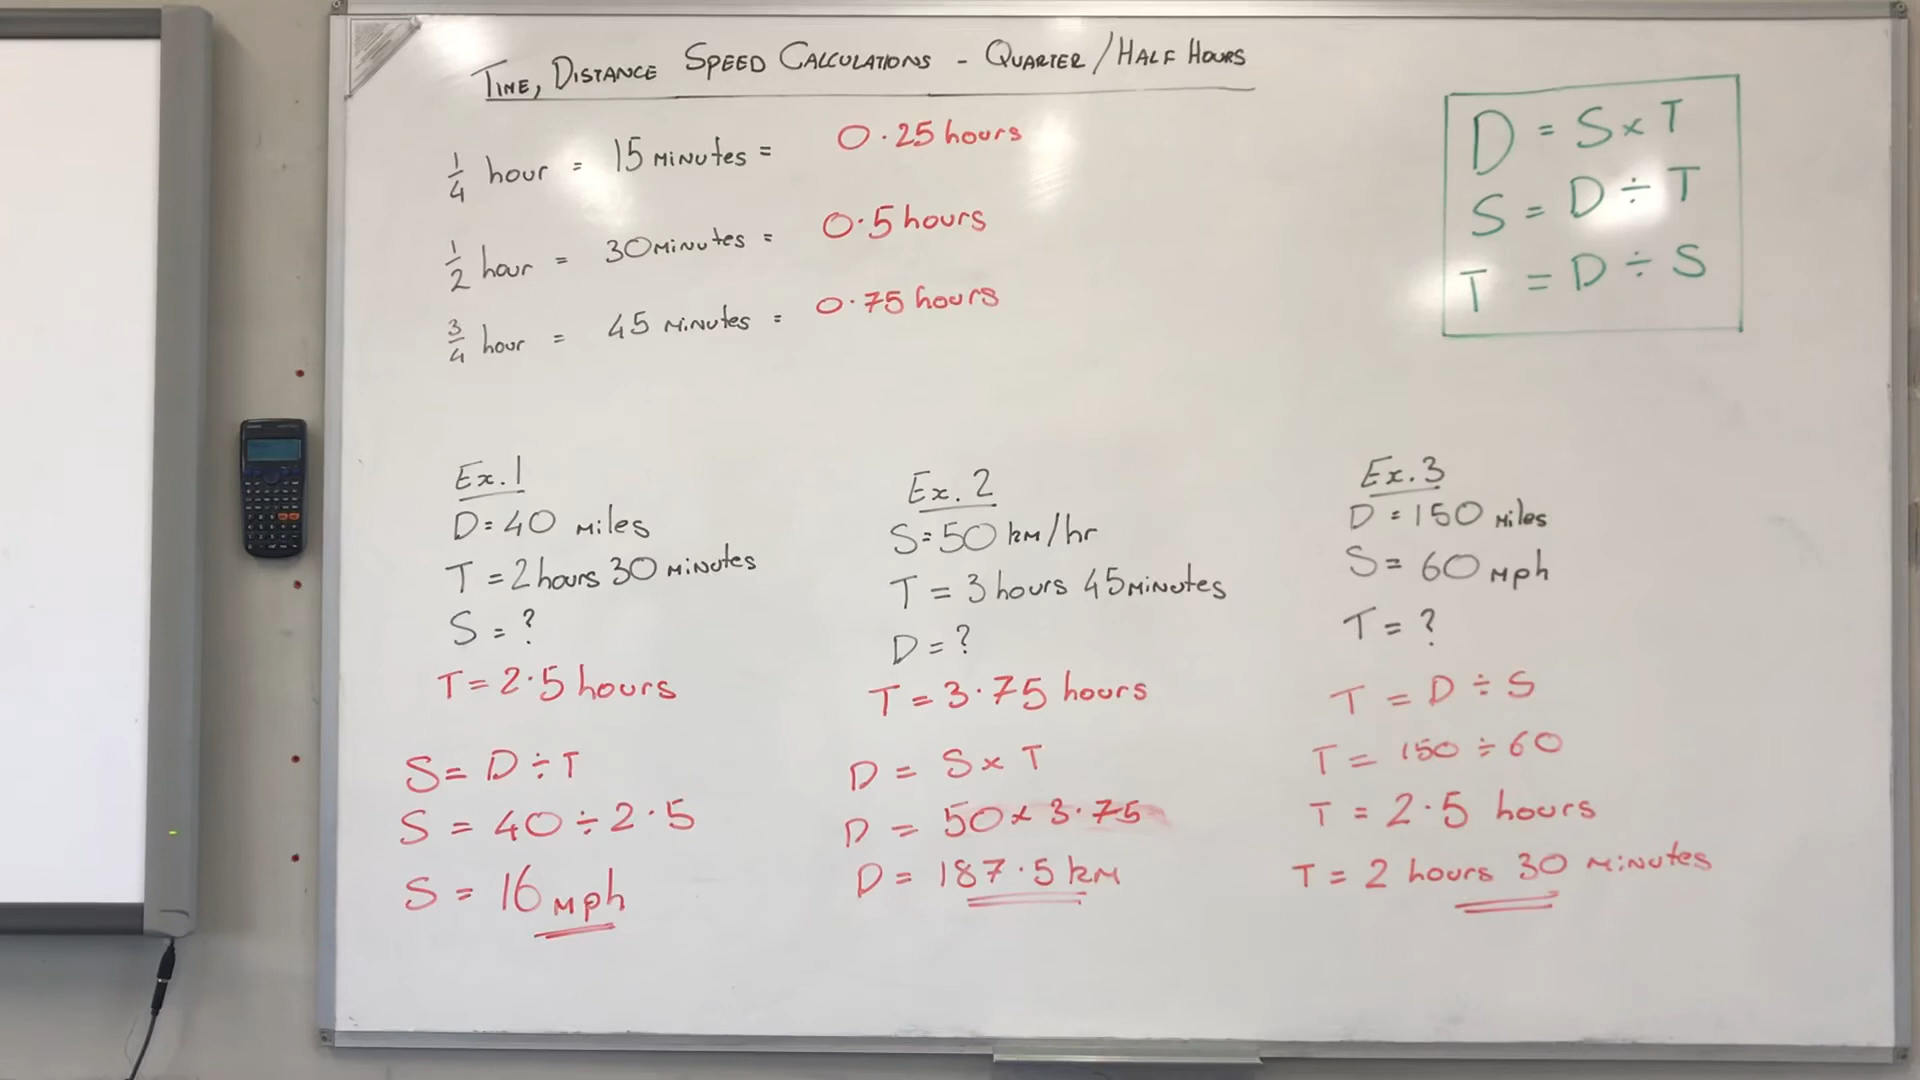 TIME, DISTANCE SPEED CALCULATIONS - QUARTER/HALF HOURS
1/4 hour = 15 MINUTES = 0.25 hours
1/2 hour = 30 MINUTES = 0.5 hours
3/4 hour = 45 MINUTES = 0.75 hours
D = S × T
S = D ÷ T
T = D ÷ S
Ex.1
D = 40 MILES
T = 2 hours 30 MINUTES
S = ?
T = 2.5 hours
S = D ÷ T
S = 40 ÷ 2.5
S = 16 mph
Ex. 2
S = 50 km/hr
T = 3 hours 45 MINUTES
D = ?
T = 3.75 hours
D = S × T
D = 50 × 3.75
D = 187.5 km
Ex. 3
D = 150 MILES
S = 60 mph
T = ?
T = D ÷ S
T = 150 ÷ 60
T = 2.5 hours
T = 2 hours 30 MINUTES